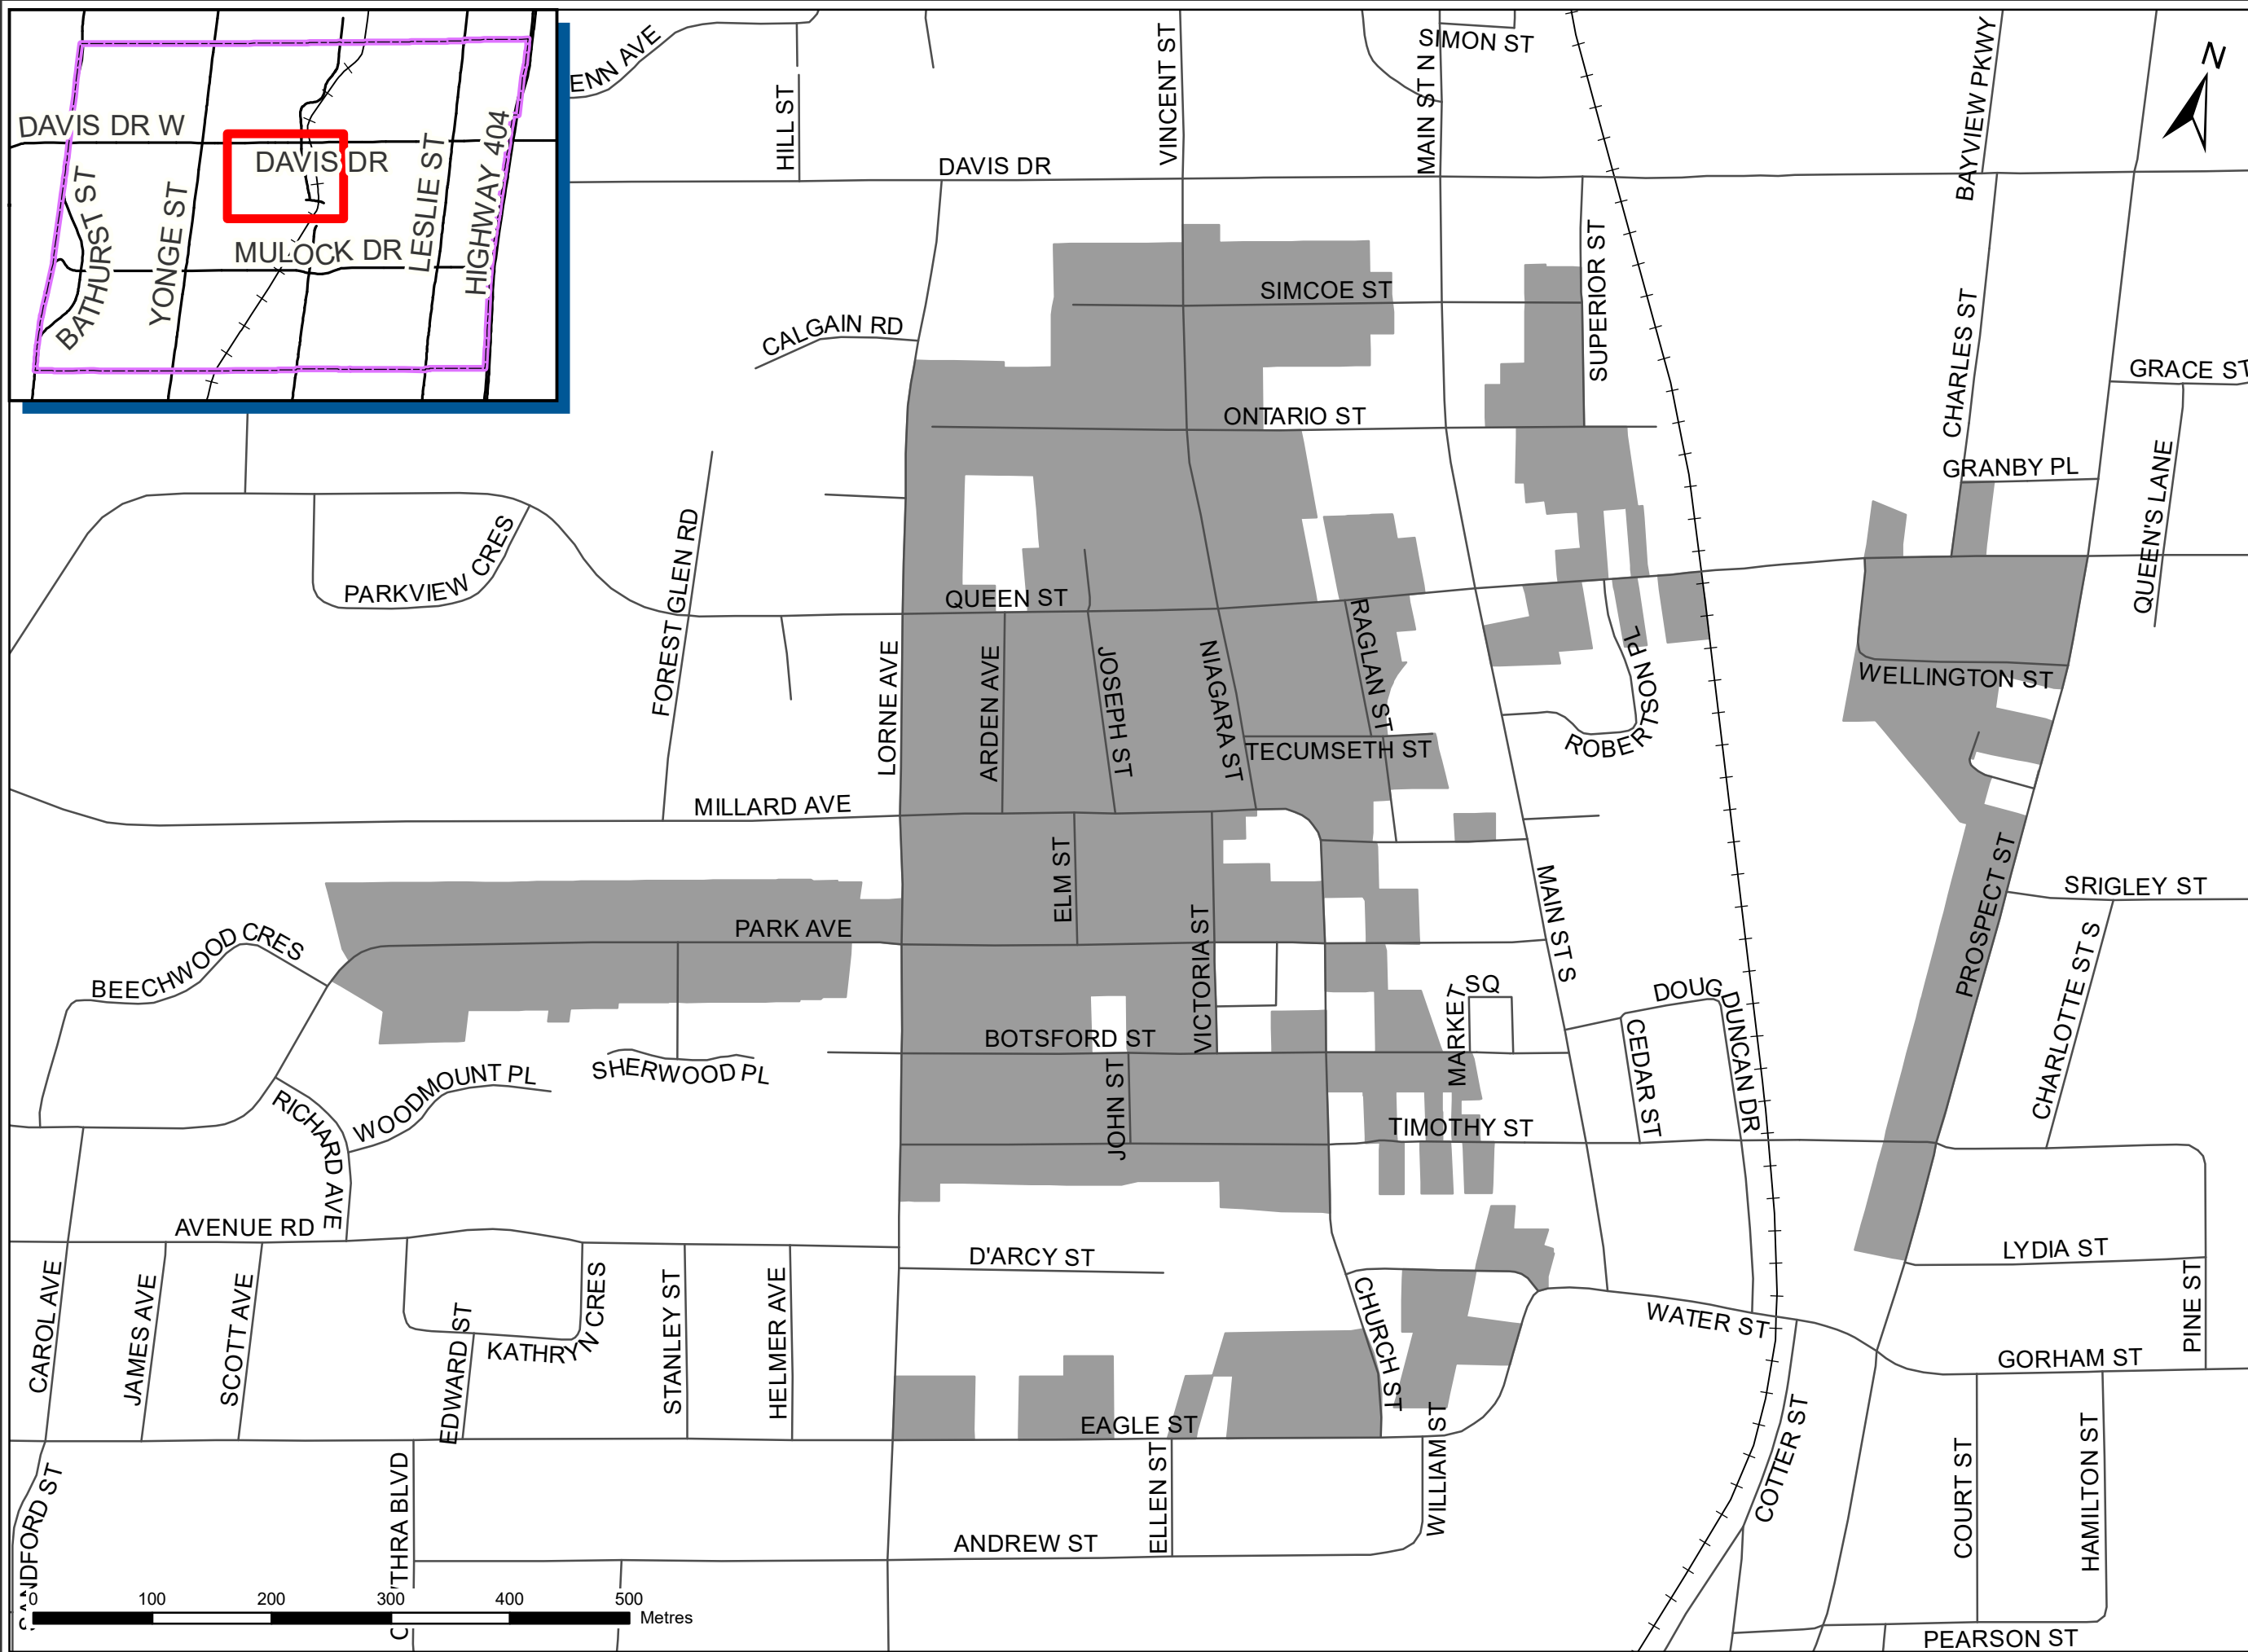 DAVIS DR W
DAVIS DR
BATHURST ST
YONGE ST
MULOCK DR
LESLIE ST
HIGHWAY 404
ENN AVE
HILL ST
VINCENT ST
MAIN ST N
SIMON ST
BAYVIEW PKWY
N
DAVIS DR
SIMCOE ST
SUPERIOR ST
CALGAIN RD
CHARLES ST
GRACE ST
ONTARIO ST
GRANBY PL
QUEEN'S LANE
PARKVIEW CRES
FOREST GLEN RD
QUEEN ST
LORNE AVE
ARDEN AVE
JOSEPH ST
NIAGARA ST
RAGLAN ST
ROBERTSON PL
WELLINGTON ST
TECUMSETH ST
MILLARD AVE
ELM ST
MAIN ST S
PROSPECT ST
SRIGLEY ST
PARK AVE
VICTORIA ST
BEECHWOOD CRES
MARKET SQ
DOUG DUNCAN DR
CEDAR ST
CHARLOTTE ST S
BOTSFORD ST
SHERWOOD PL
WOODMOUNT PL
RICHARD AVE
JOHN ST
TIMOTHY ST
AVENUE RD
D'ARCY ST
LYDIA ST
PINE ST
CAROL AVE
JAMES AVE
SCOTT AVE
EDWARD ST
KATHRYN CRES
STANLEY ST
HELMER AVE
CHURCH ST
WATER ST
GORHAM ST
EAGLE ST
ELLEN ST
WILLIAM ST
COTTER ST
COURT ST
HAMILTON ST
ANDREW ST
PEARSON ST
0 100 200 300 400 500
Metres